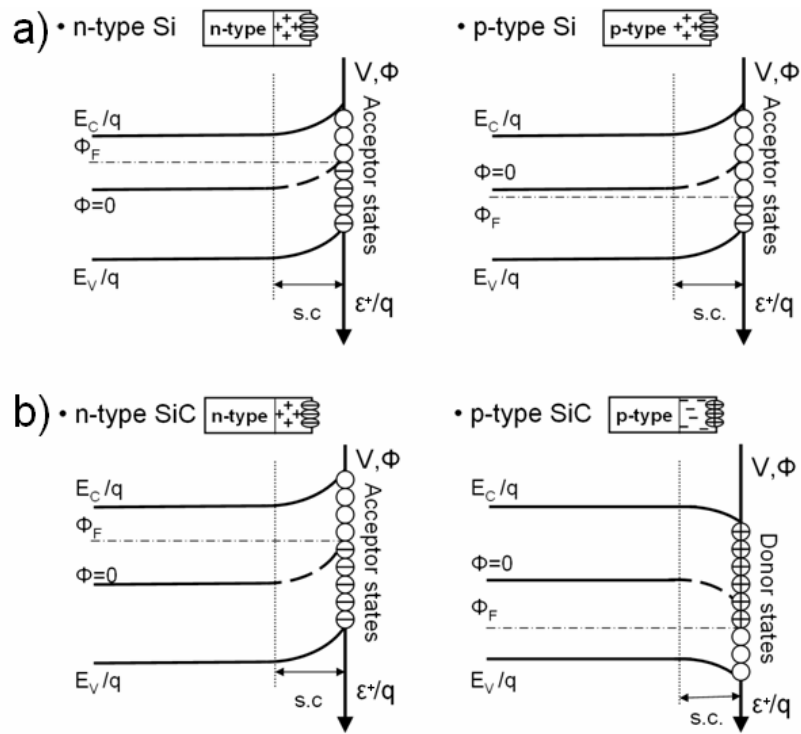 a)
• n-type Si
n-type
+ + + +
V,Φ
E_C/q
Φ_F
Φ=0
E_V/q
Acceptor states
s.c
ε⁺/q
• p-type Si
p-type
+ + + +
V,Φ
E_C/q
Φ=0
Φ_F
E_V/q
Acceptor states
s.c.
ε⁺/q
b)
• n-type SiC
n-type
+ + + +
V,Φ
E_C/q
Φ_F
Φ=0
E_V/q
Acceptor states
s.c
ε⁺/q
• p-type SiC
p-type
V,Φ
E_C/q
Φ=0
Φ_F
E_V/q
Donor states
s.c.
ε⁺/q